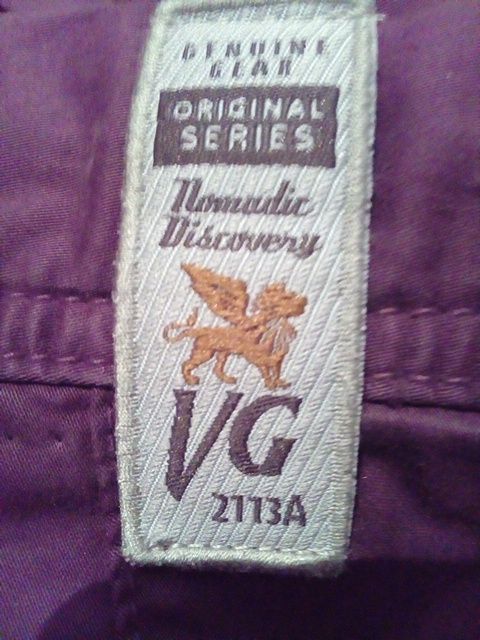 GENUINE
GEAR
ORIGINAL
SERIES
Nomadic
Discovery
VG
2113A